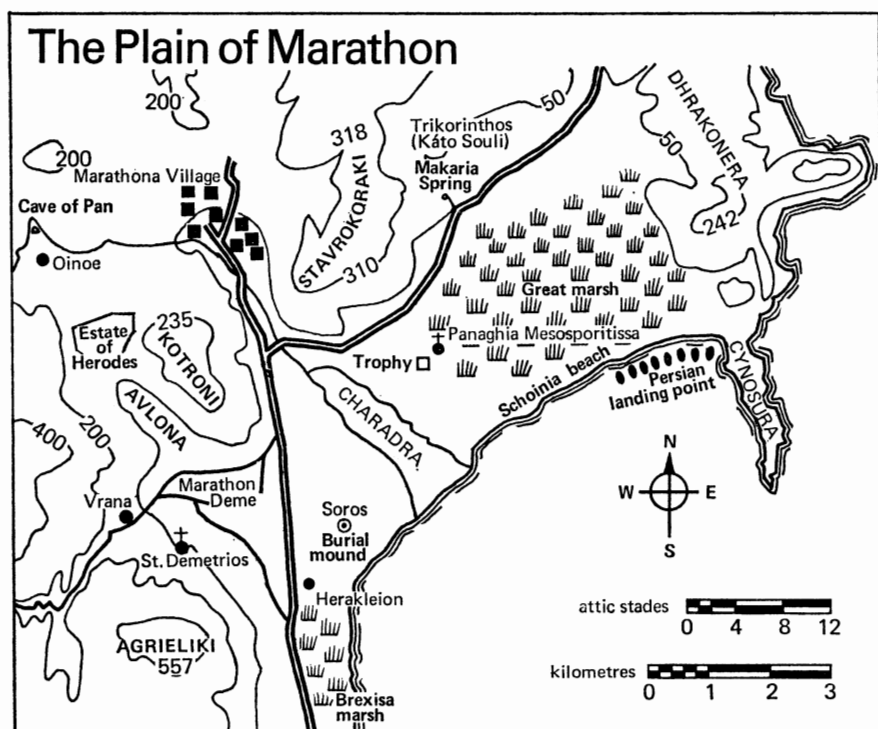 The Plain of Marathon
200
200
318
50
50
DHRAKONERA
242
Trikorinthos
(Káto Souli)
Makaria
Spring
Marathona Village
Cave of Pan
Oinoe
STAVROKORAKI
310
Great marsh
Estate
of
Herodes
235
KOTRONI
Panaghia Mesosporitissa
Trophy
Schoinia beach
Persian
landing point
CYNOSURA
AVLONA
CHARADRA
400
200
Marathon
Deme
Vrana
St. Demetrios
Soros
Burial
mound
Herakleion
AGRIELIKI
557
Brexisa
marsh
N
W
E
S
attic stades
0 4 8 12
kilometres
0 1 2 3